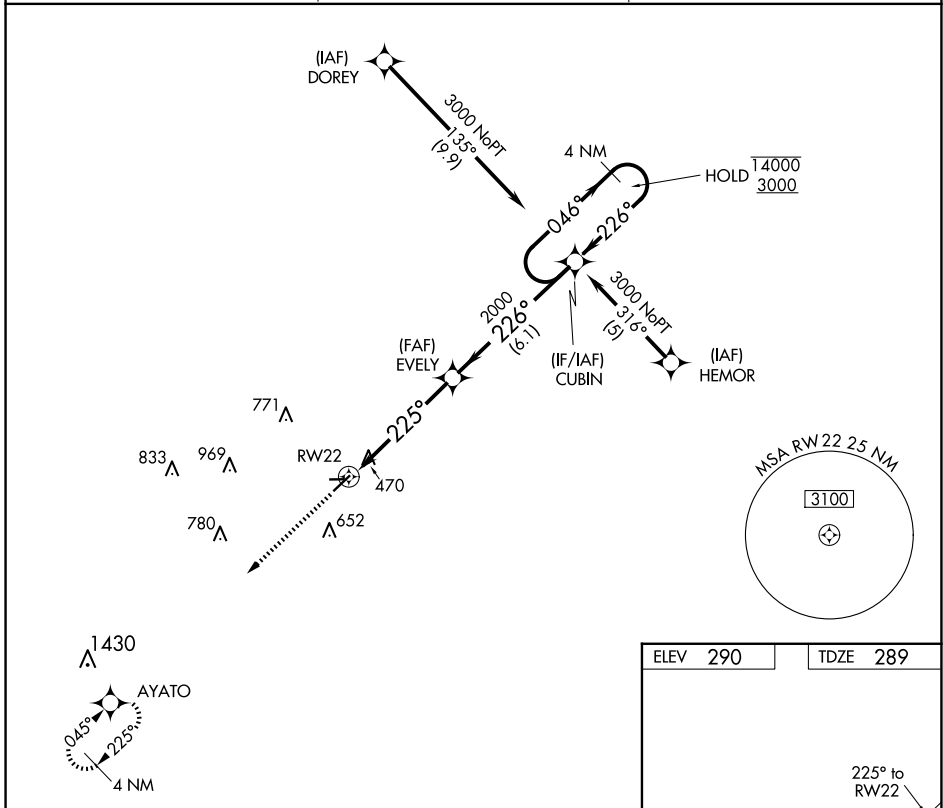 (IAF)
DOREY
3000 NoPT
135°
(9.9)
4 NM
HOLD 14000
3000
046°
226°
2000
226°
(6.1)
3000 NoPT
316°
(5)
(FAF)
EVELY
(IF/IAF)
CUBIN
(IAF)
HEMOR
225°
771
833
969
RW22
470
780
652
MSA RW22 25 NM
3100
1430
AYATO
045°
225°
4 NM
ELEV 290
TDZE 289
225° to
RW22